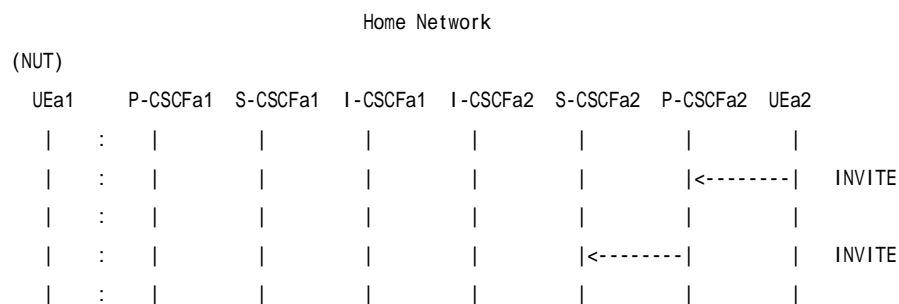 Home Network
(NUT)
UEa1 P-CSCFa1 S-CSCFa1 I-CSCFa1 I-CSCFa2 S-CSCFa2 P-CSCFa2 UEa2
| : | | | | | | |
| : | | | | | |<--------| INVITE
| : | | | | | | |
| : | | | | |<--------| | INVITE
| : | | | | | | |